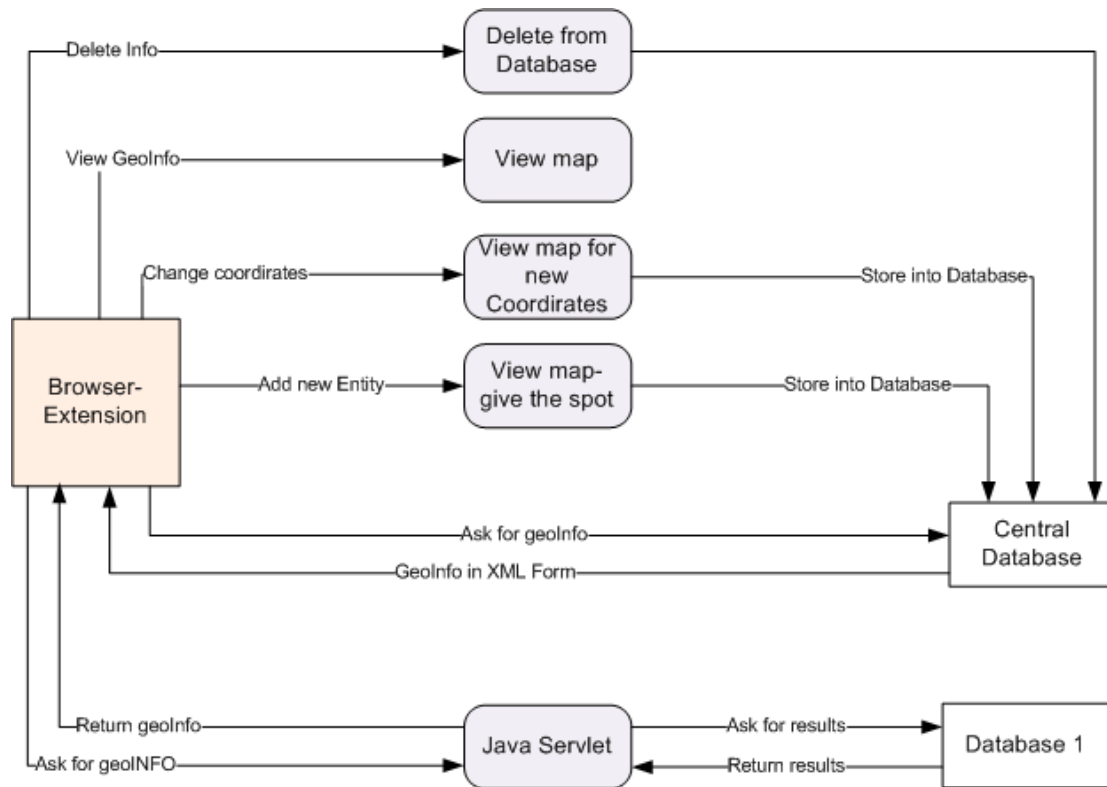 Delete Info
Delete from
Database
View GeoInfo
View map
Change coordirates
View map for
new
Coordirates
Store into Database
Browser-
Extension
Add new Entity
View map-
give the spot
Store into Database
Ask for geoInfo
Central
Database
GeoInfo in XML Form
Return geoInfo
Java Servlet
Ask for results
Database 1
Ask for geoINFO
Return results